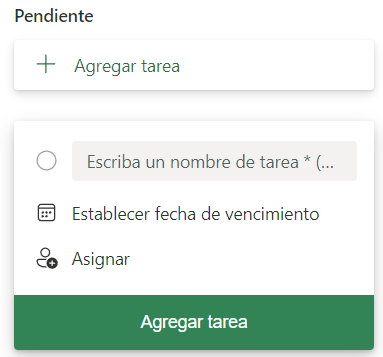 Pendiente
Agregar tarea
Escriba un nombre de tarea * (...
Establecer fecha de vencimiento
Asignar
Agregar tarea